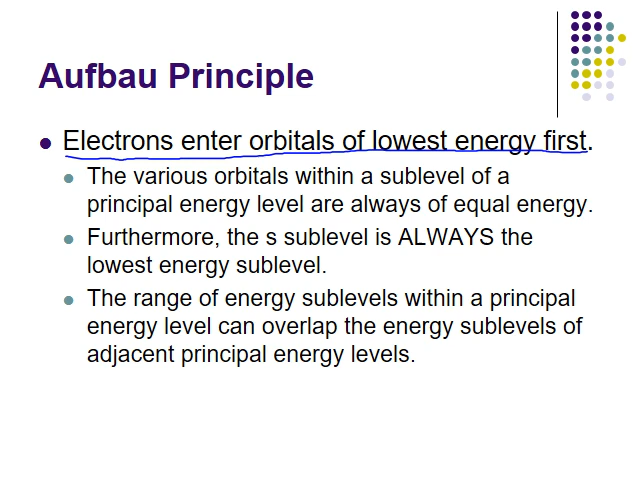 Aufbau Principle
Electrons enter orbitals of lowest energy first.
The various orbitals within a sublevel of a
principal energy level are always of equal energy.
Furthermore, the s sublevel is ALWAYS the
lowest energy sublevel.
The range of energy sublevels within a principal
energy level can overlap the energy sublevels of
adjacent principal energy levels.